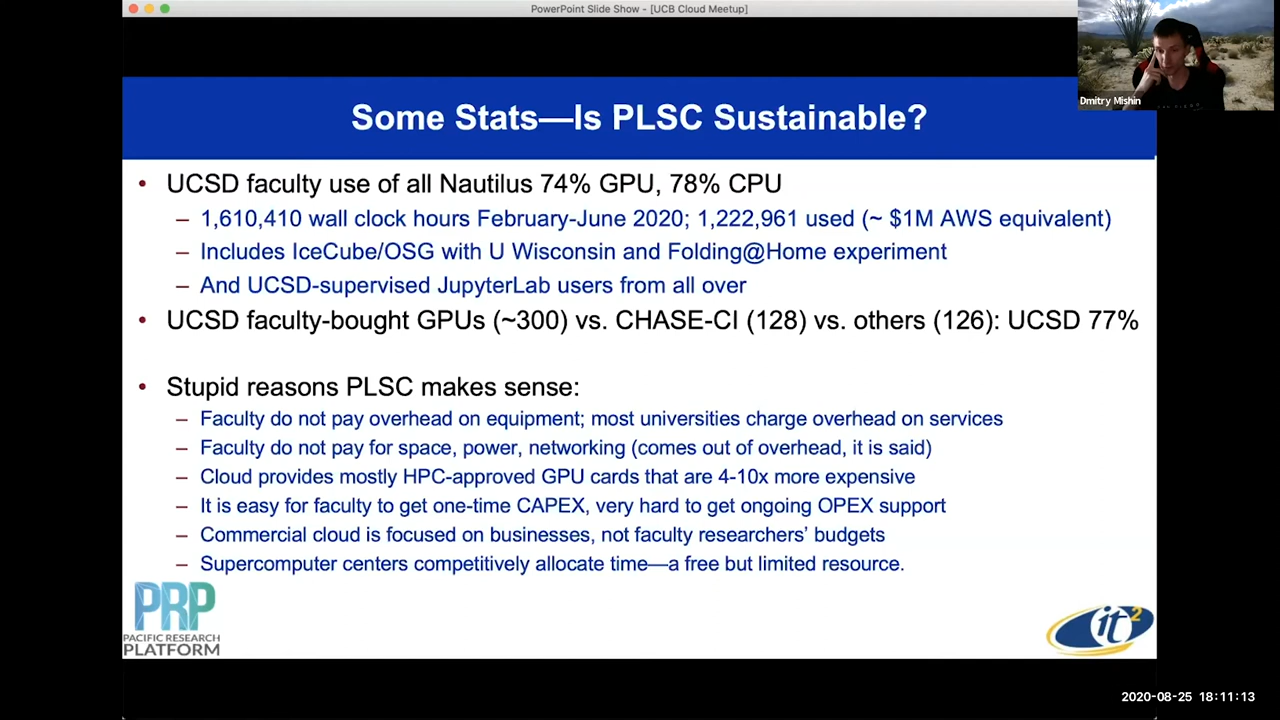 PowerPoint Slide Show - [UCB Cloud Meetup]
Dmitry Mishin
Some Stats—Is PLSC Sustainable?
• UCSD faculty use of all Nautilus 74% GPU, 78% CPU
– 1,610,410 wall clock hours February-June 2020; 1,222,961 used (~ $1M AWS equivalent)
– Includes IceCube/OSG with U Wisconsin and Folding@Home experiment
– And UCSD-supervised JupyterLab users from all over
• UCSD faculty-bought GPUs (~300) vs. CHASE-CI (128) vs. others (126): UCSD 77%
• Stupid reasons PLSC makes sense:
– Faculty do not pay overhead on equipment; most universities charge overhead on services
– Faculty do not pay for space, power, networking (comes out of overhead, it is said)
– Cloud provides mostly HPC-approved GPU cards that are 4-10x more expensive
– It is easy for faculty to get one-time CAPEX, very hard to get ongoing OPEX support
– Commercial cloud is focused on businesses, not faculty researchers' budgets
– Supercomputer centers competitively allocate time—a free but limited resource.
PRP
PACIFIC RESEARCH
PLATFORM
it2
2020-08-25 18:11:13